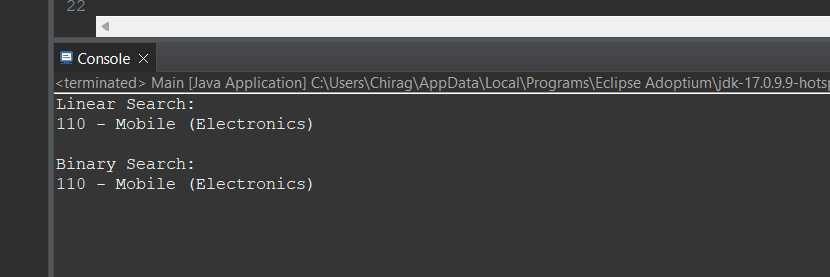 22
Console
<terminated> Main [Java Application] C:\Users\Chirag\AppData\Local\Programs\Eclipse Adoptium\jdk-17.0.9.9-hotsp
Linear Search:
110 - Mobile (Electronics)
Binary Search:
110 - Mobile (Electronics)